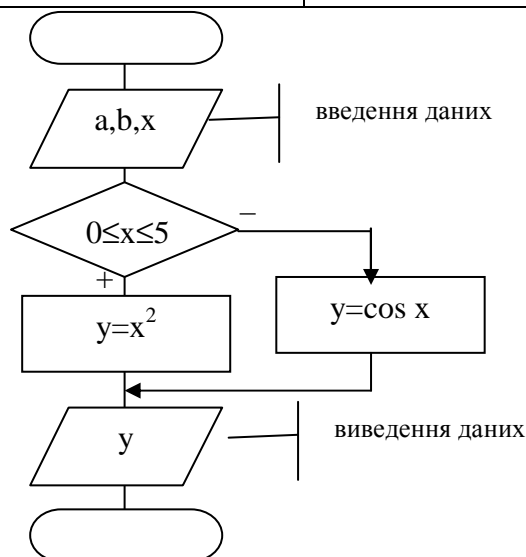 a,b,x
введення даних
0≤x≤5
−
+
y=x²
y=cos x
y
виведення даних